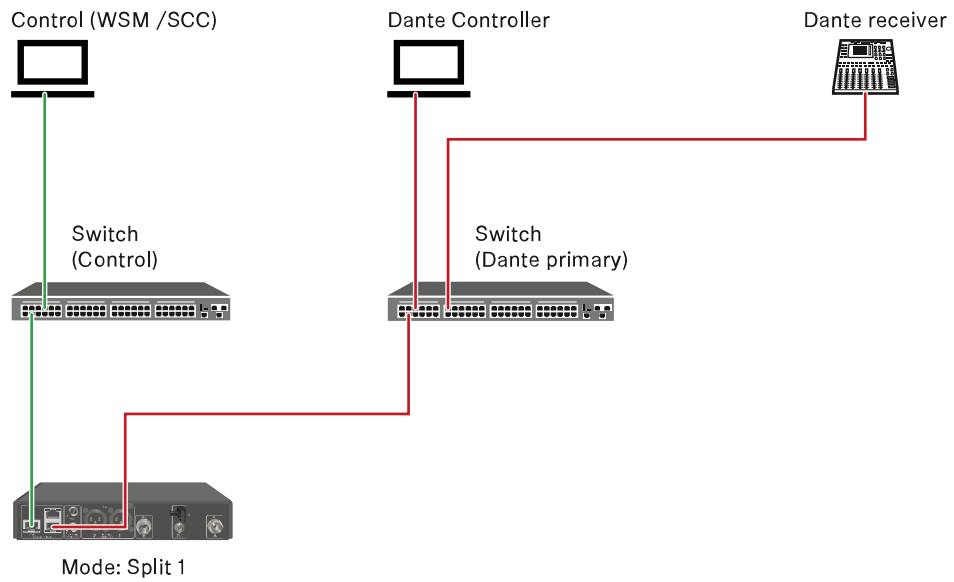 Control (WSM /SCC)
Dante Controller
Dante receiver
Switch
(Control)
Switch
(Dante primary)
Mode: Split 1